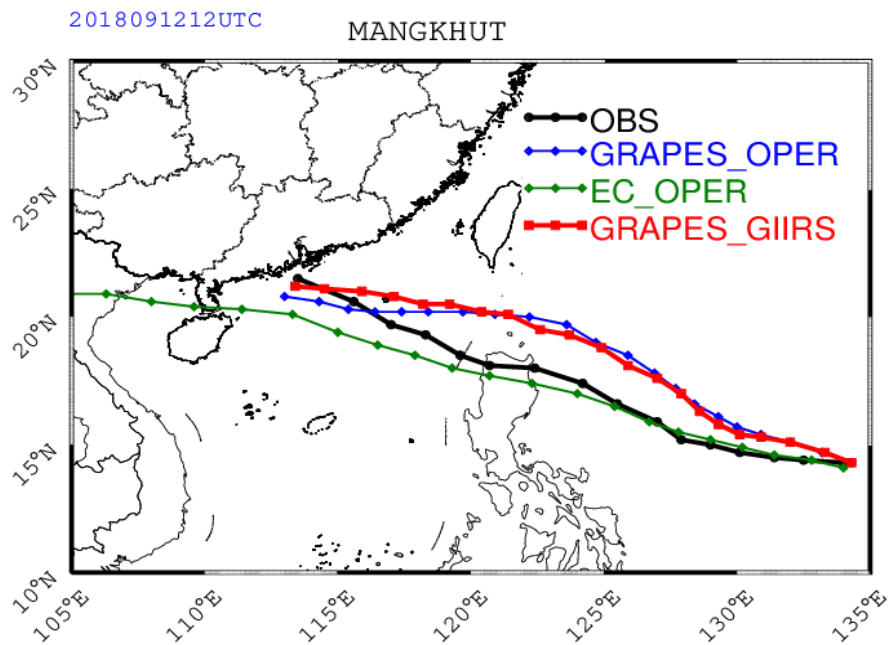 2018091212UTC
MANGKHUT
30°N
25°N
20°N
15°N
10°N
OBS
GRAPES_OPER
EC_OPER
GRAPES_GIIRS
105°E
110°E
115°E
120°E
125°E
130°E
135°E